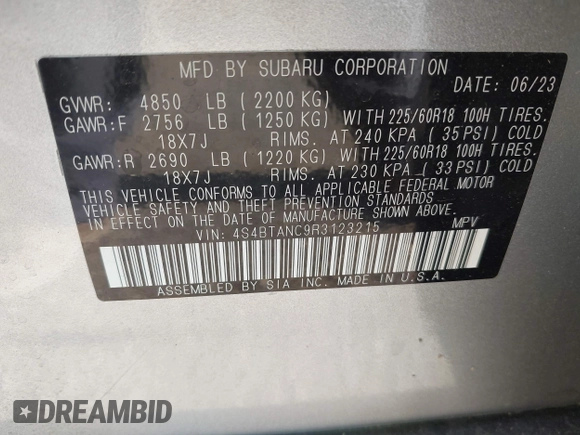 MFD BY SUBARU CORPORATION
DATE: 06/23
GVWR: 4850 LB (2200 KG)
GAWR:F 2756 LB (1250 KG) WITH 225/60R18 100H TIRES.
18X7J RIMS. AT 240 KPA (35 PSI) COLD
GAWR:R 2690 LB (1220 KG) WITH 225/60R18 100H TIRES.
18X7J RIMS. AT 230 KPA (33 PSI) COLD
THIS VEHICLE CONFORMS TO ALL APPLICABLE FEDERAL MOTOR
VEHICLE SAFETY AND THEFT PREVENTION STANDARDS
IN EFFECT ON THE DATE OF MANUFACTURE SHOWN ABOVE.
VIN: 4S4BTANC9R3123215 MPV
ASSEMBLED BY SIA INC. MADE IN U.S.A.
DREAMBID